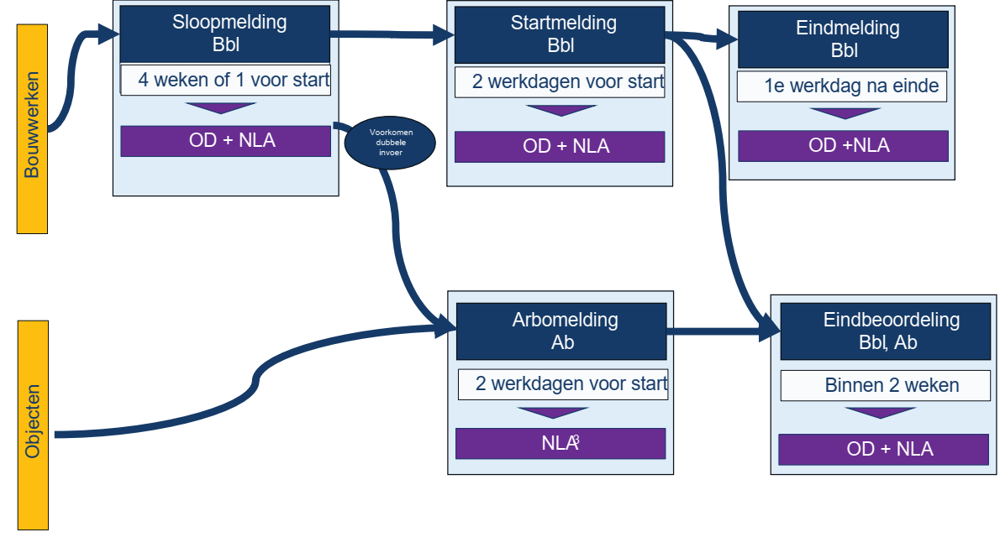 Bouwwerken
Sloopmelding
Bbl
4 weken of 1 voor start
OD + NLA
Voorkomen
dubbele
invoer
Startmelding
Bbl
2 werkdagen voor start
OD + NLA
Eindmelding
Bbl
1e werkdag na einde
OD +NLA
Objecten
Arbomelding
Ab
2 werkdagen voor start
NLA3
Eindbeoordeling
Bbl, Ab
Binnen 2 weken
OD + NLA